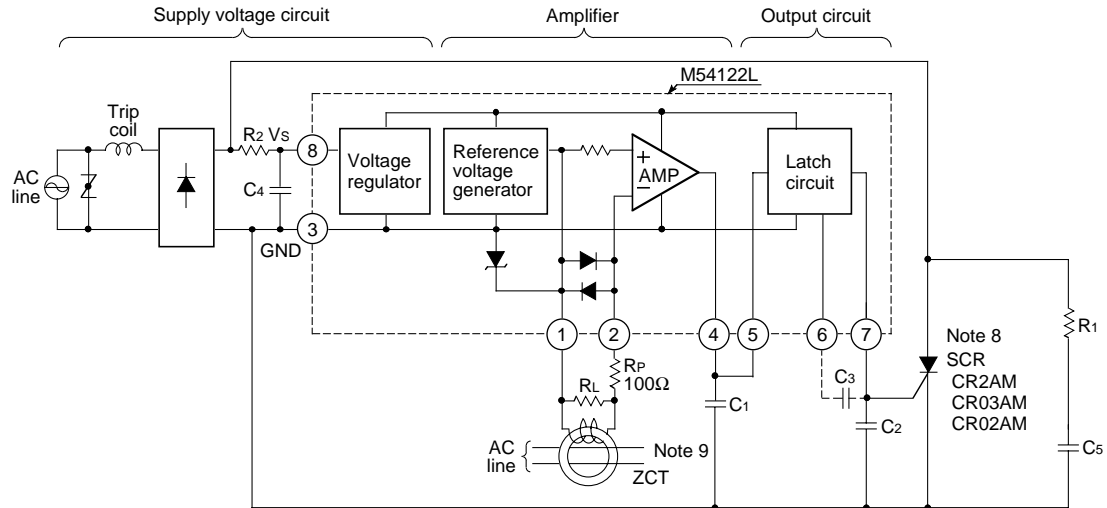 Supply voltage circuit
Amplifier
Output circuit
M54122L
Trip
coil
R2 VS
8
Voltage
regulator
Reference
voltage
generator
+
−
AMP
Latch
circuit
AC
line
C4
3
GND
1
2
4
5
6
7
R1
Note 8
SCR
CR2AM
CR03AM
CR02AM
RP
100Ω
RL
C3
C1
C2
C5
AC
line
Note 9
ZCT